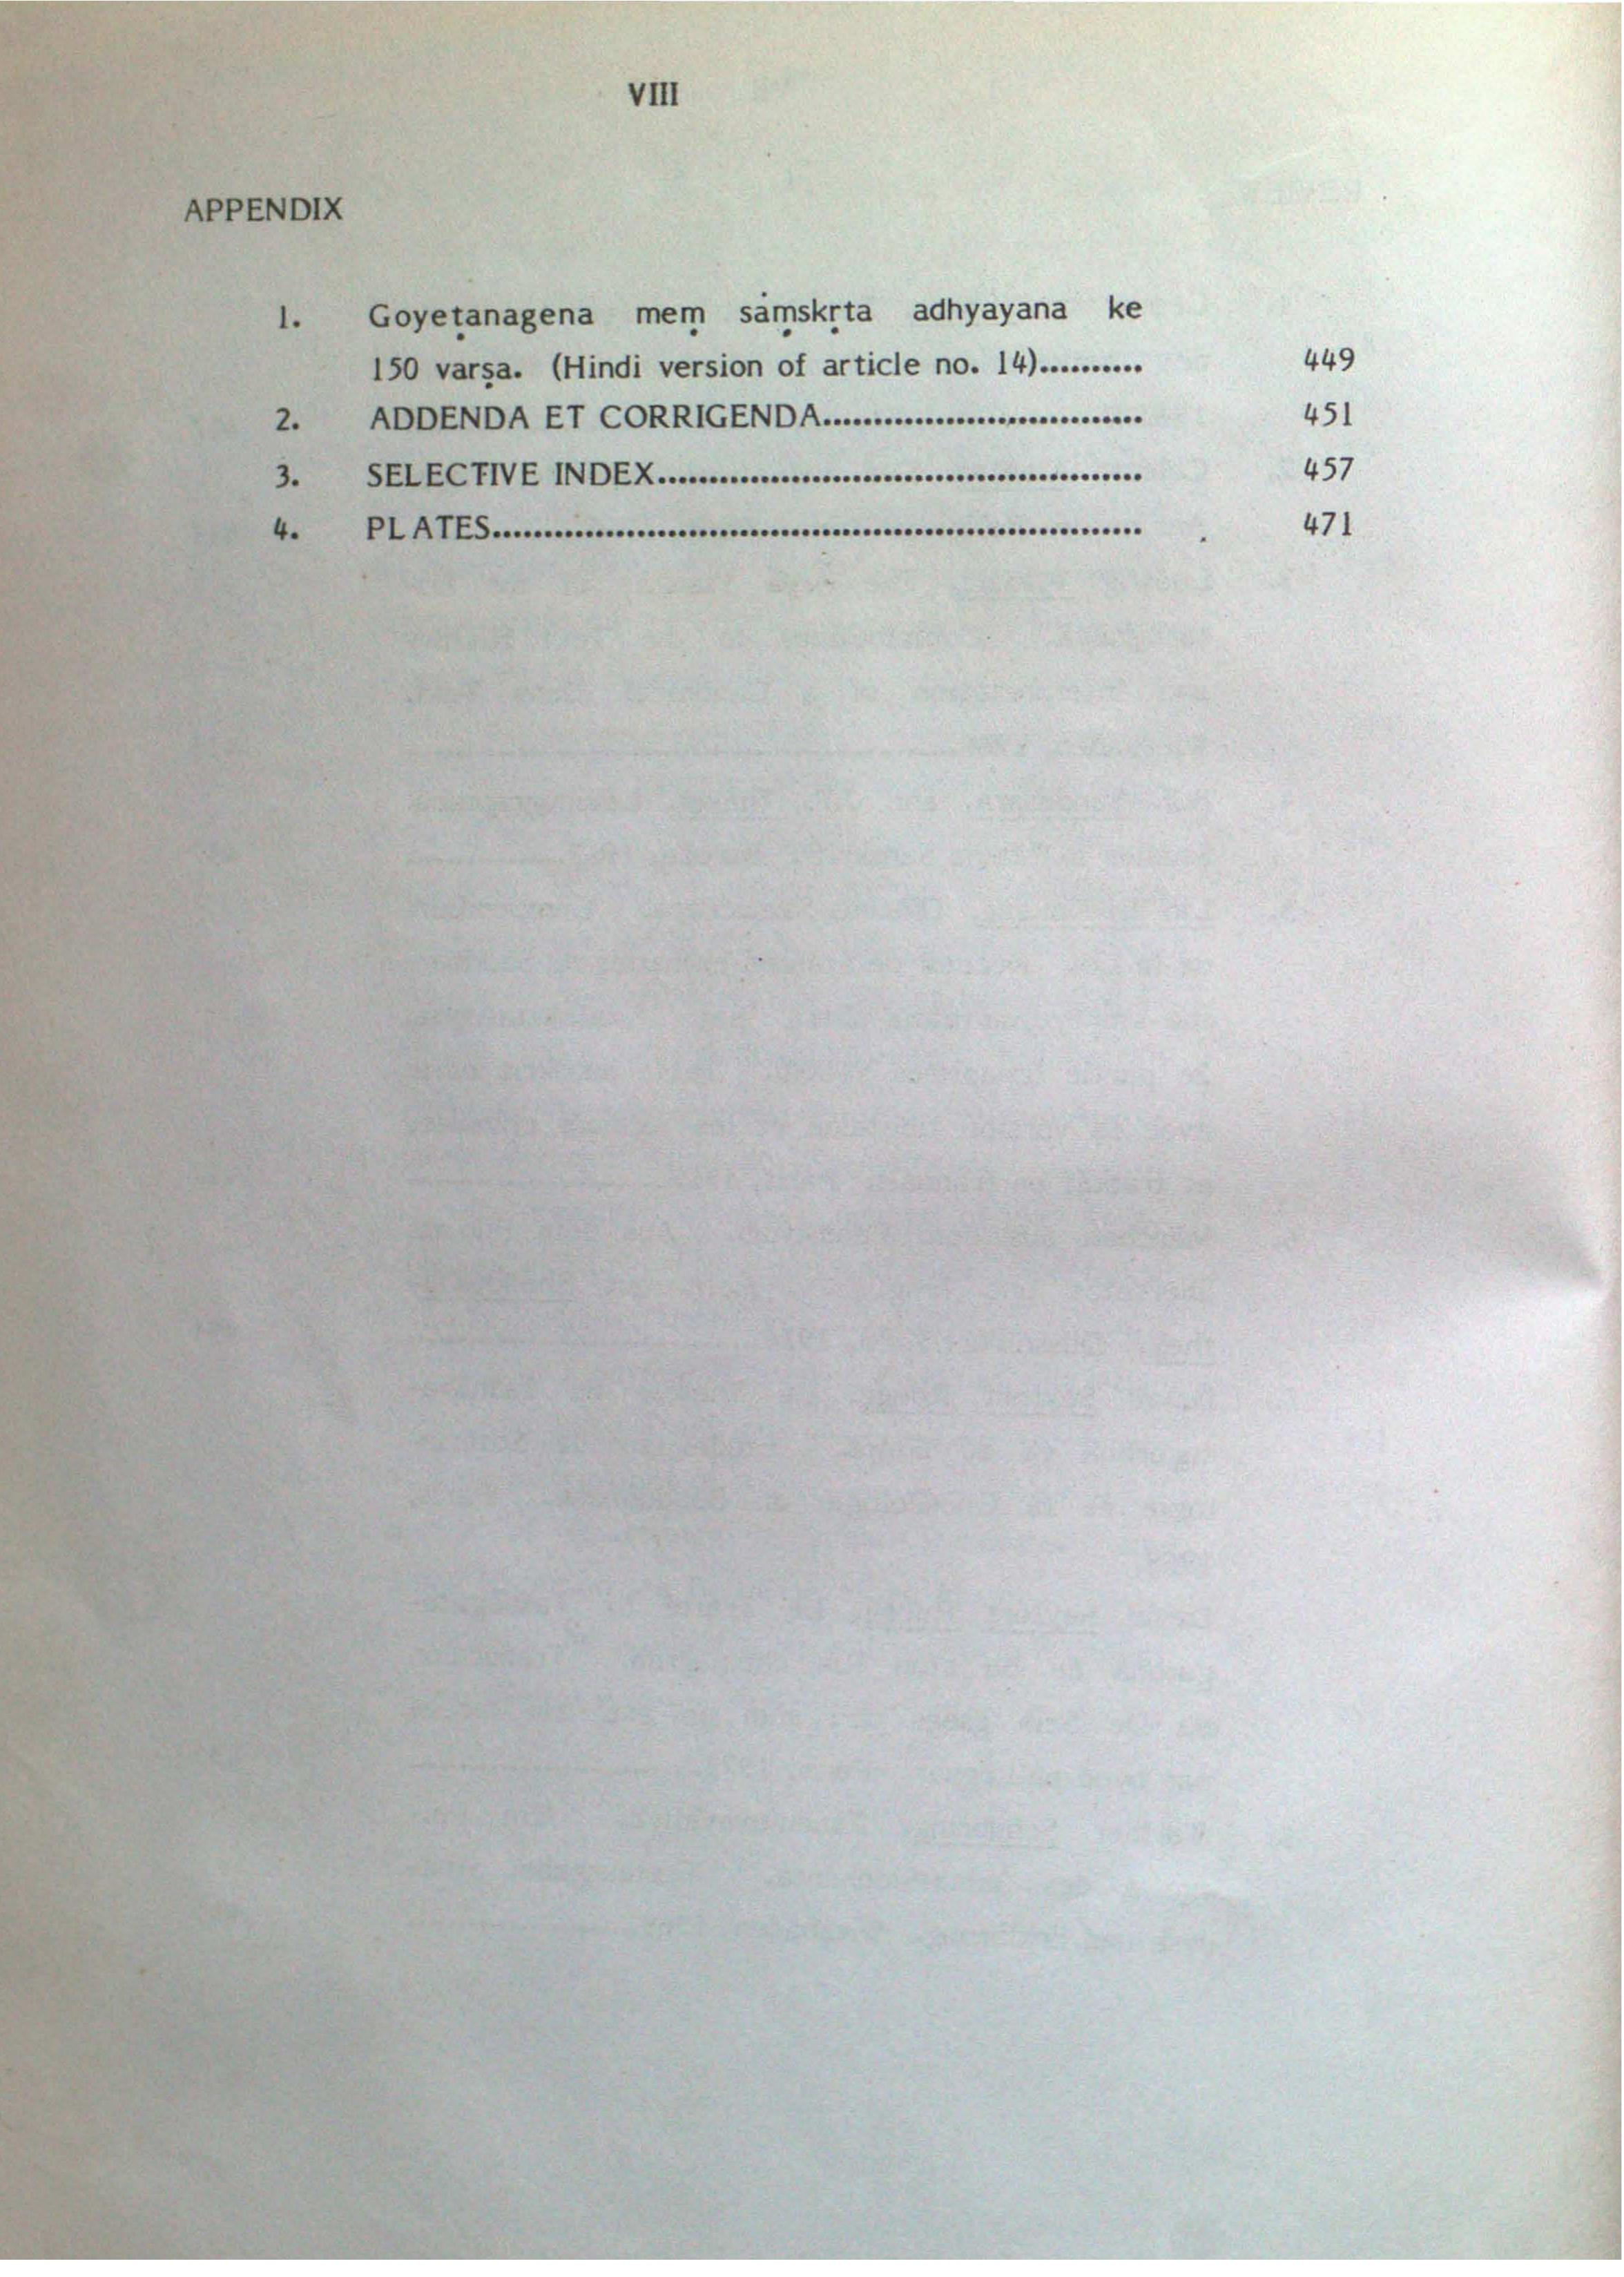 VIII
APPENDIX
1. Goyeṭanagena meṃ saṃskṛta adhyayana ke
150 varṣa. (Hindi version of article no. 14)........... 449
2. ADDENDA ET CORRIGENDA................................ 451
3. SELECTIVE INDEX................................................ 457
4. PLATES................................................................ 471